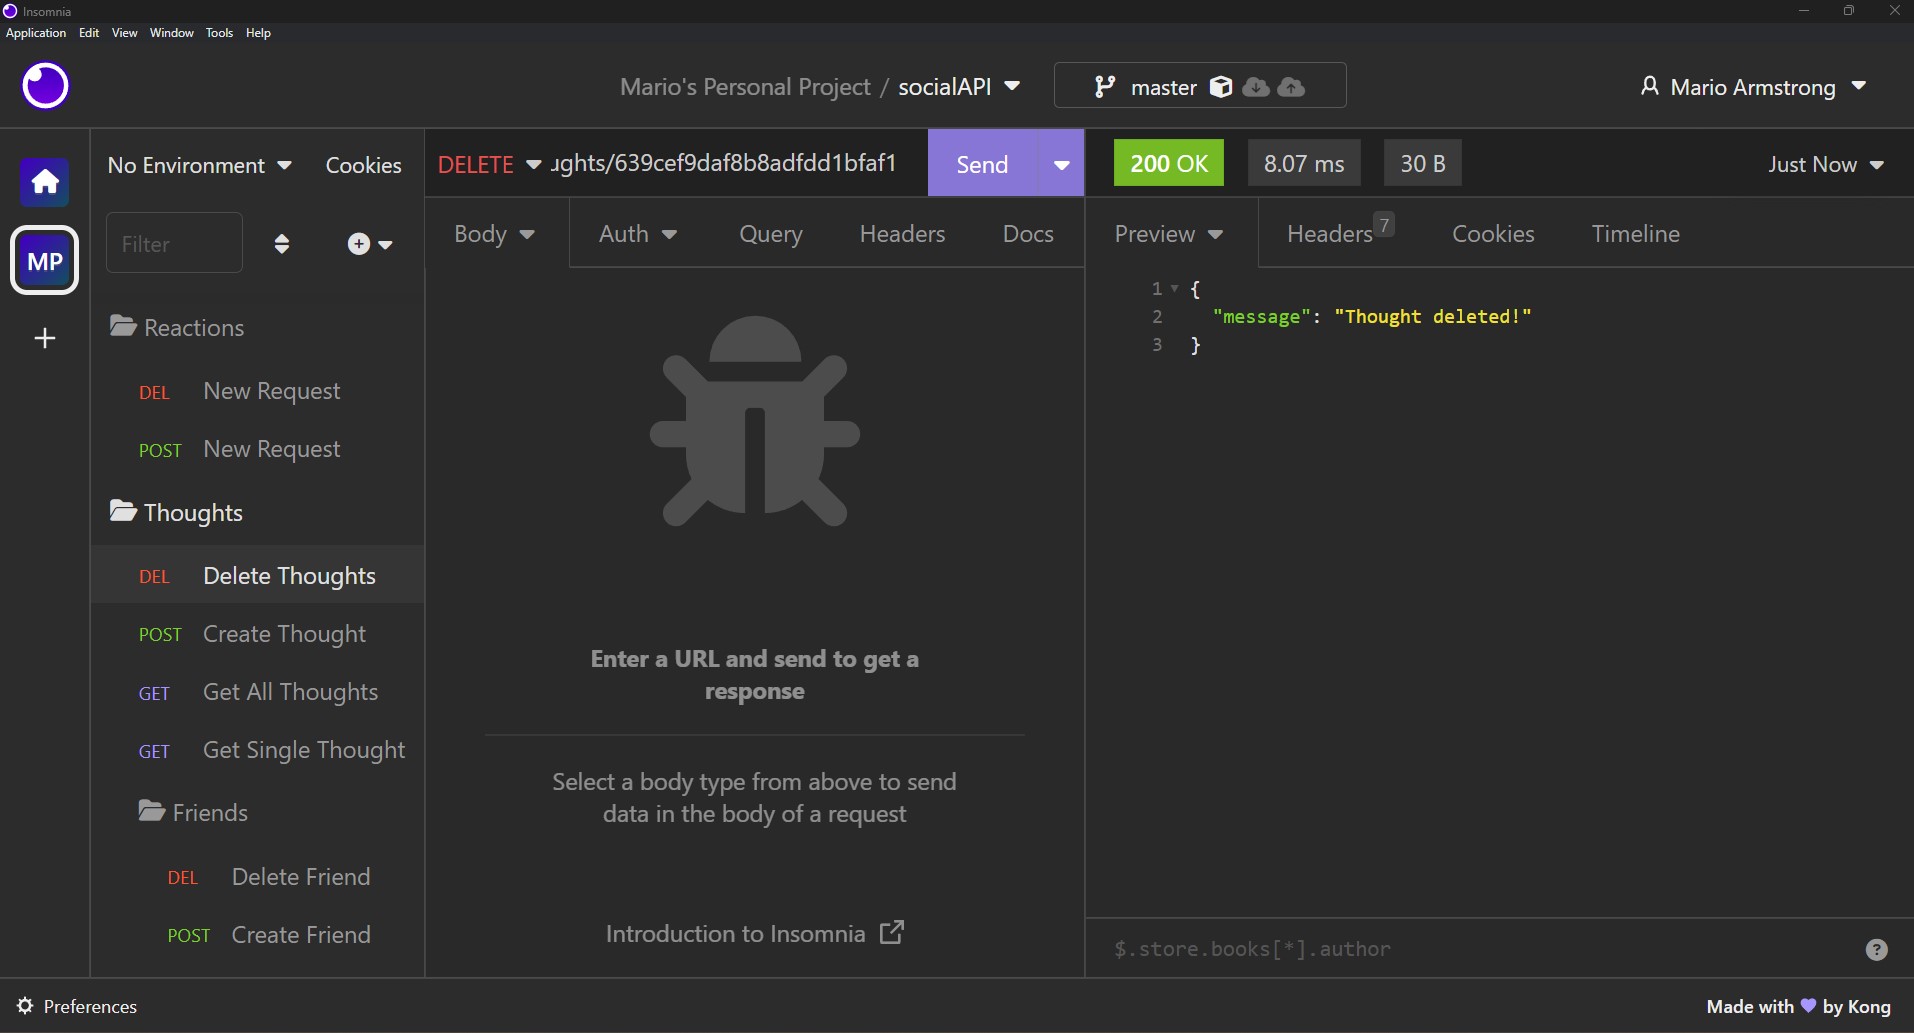 Insomnia
Application Edit View Window Tools Help
Mario's Personal Project / socialAPI
master
Mario Armstrong
No Environment Cookies
DELETE ughts/639cef9daf8b8adfdd1bfaf1 Send
200 OK 8.07 ms 30 B Just Now
MP
Filter
Body Auth Query Headers Docs
Preview Headers 7 Cookies Timeline
Reactions
DEL New Request
POST New Request
Thoughts
DEL Delete Thoughts
POST Create Thought
GET Get All Thoughts
GET Get Single Thought
Friends
DEL Delete Friend
POST Create Friend
Enter a URL and send to get a
response
Select a body type from above to send
data in the body of a request
Introduction to Insomnia
1 {
2 "message": "Thought deleted!"
3 }
$.store.books[*].author ?
Preferences
Made with 💜 by Kong